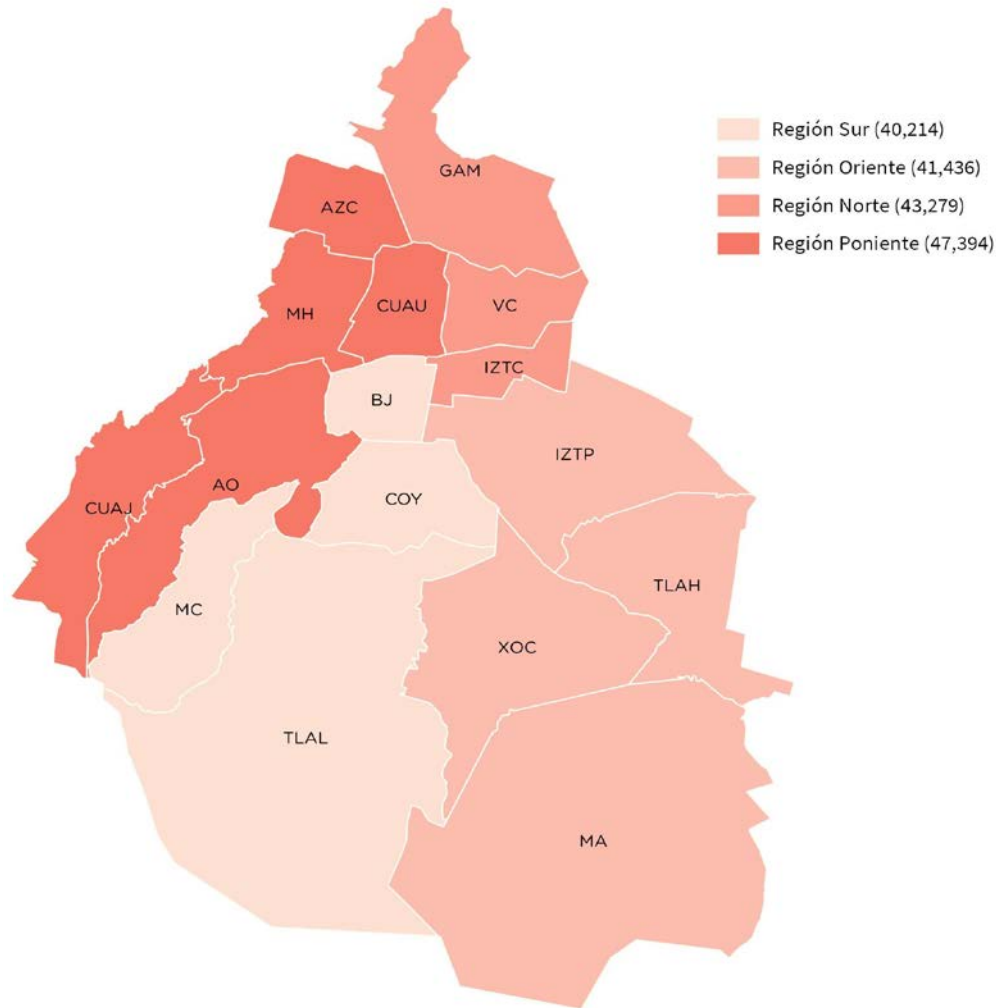 Región Sur (40,214)
Región Oriente (41,436)
Región Norte (43,279)
Región Poniente (47,394)
GAM
AZC
MH
CUAU
VC
IZTC
BJ
IZTP
CUAJ
AO
COY
TLAH
MC
XOC
TLAL
MA